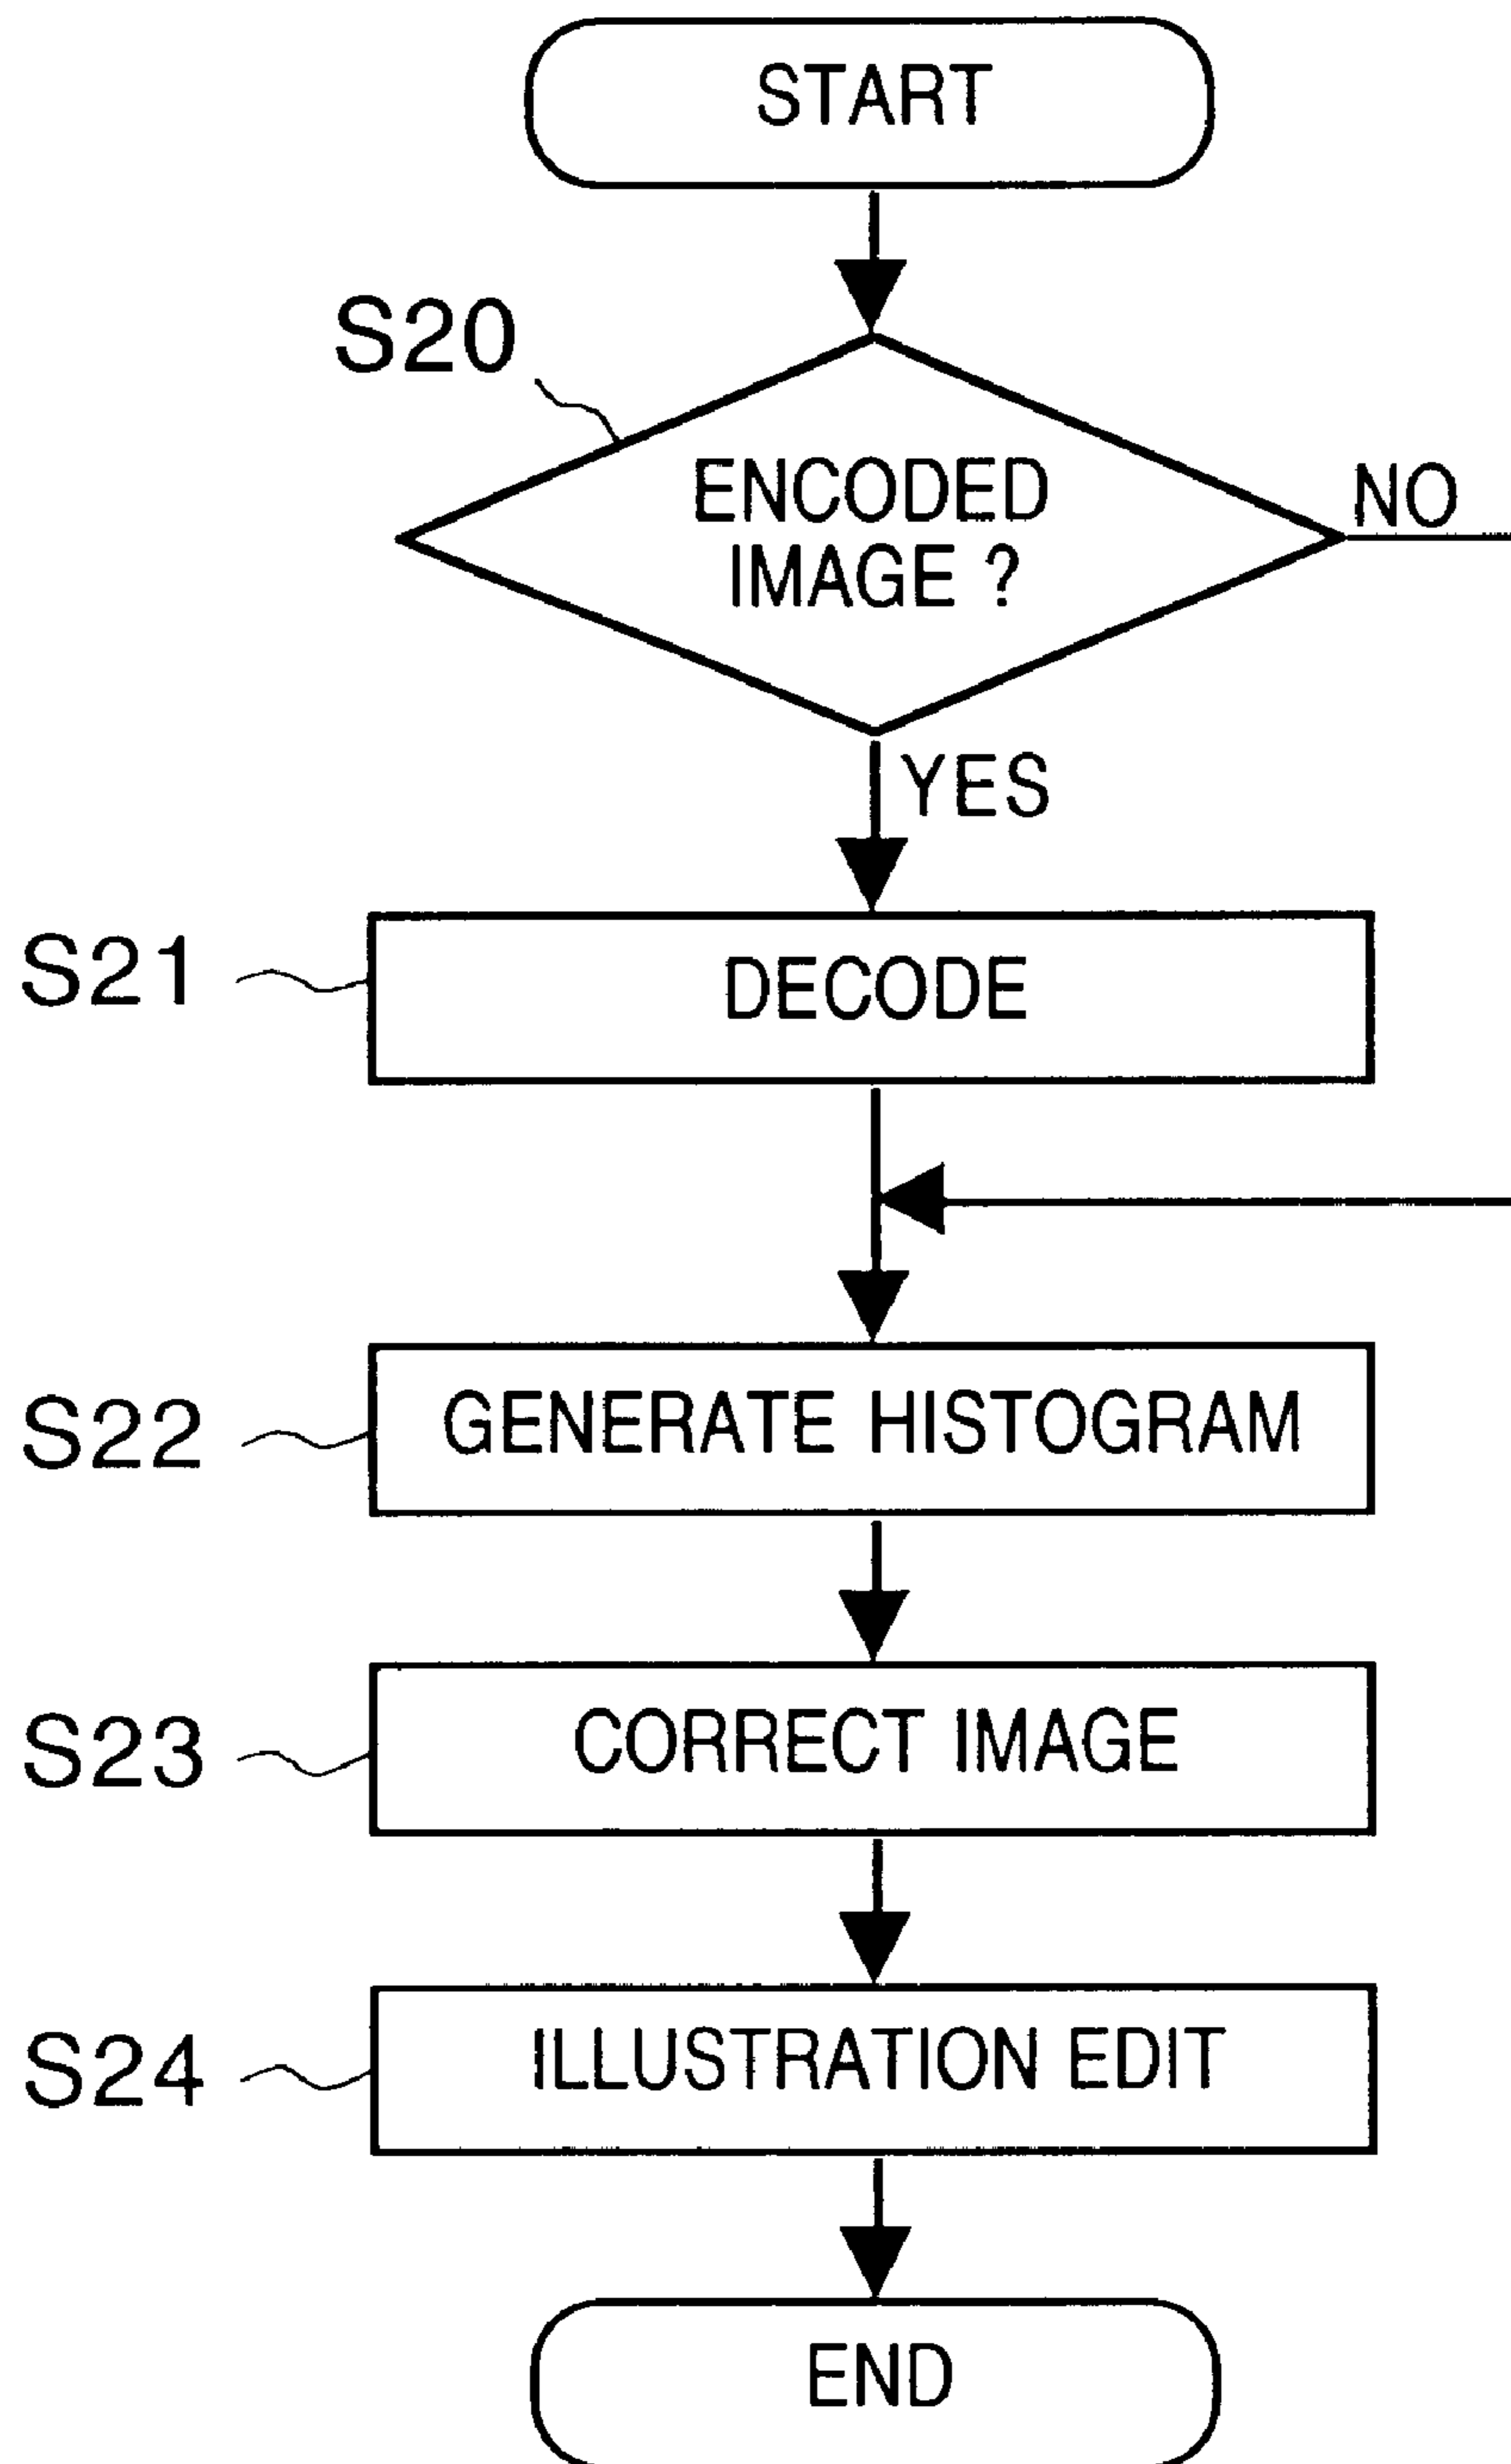 START
S20
ENCODED
IMAGE ?
NO
YES
S21
DECODE
S22
GENERATE HISTOGRAM
S23
CORRECT IMAGE
S24
ILLUSTRATION EDIT
END